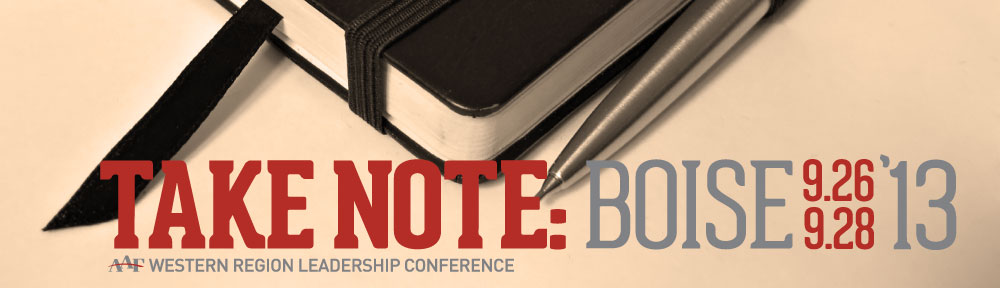 TAKE NOTE: BOISE 9.26 9.28 '13
AAF WESTERN REGION LEADERSHIP CONFERENCE